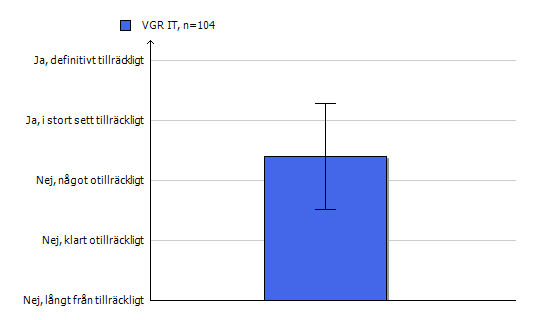 VGR IT, n=104
Ja, definitivt tillräckligt
Ja, i stort sett tillräckligt
Nej, något otillräckligt
Nej, klart otillräckligt
Nej, långt från tillräckligt